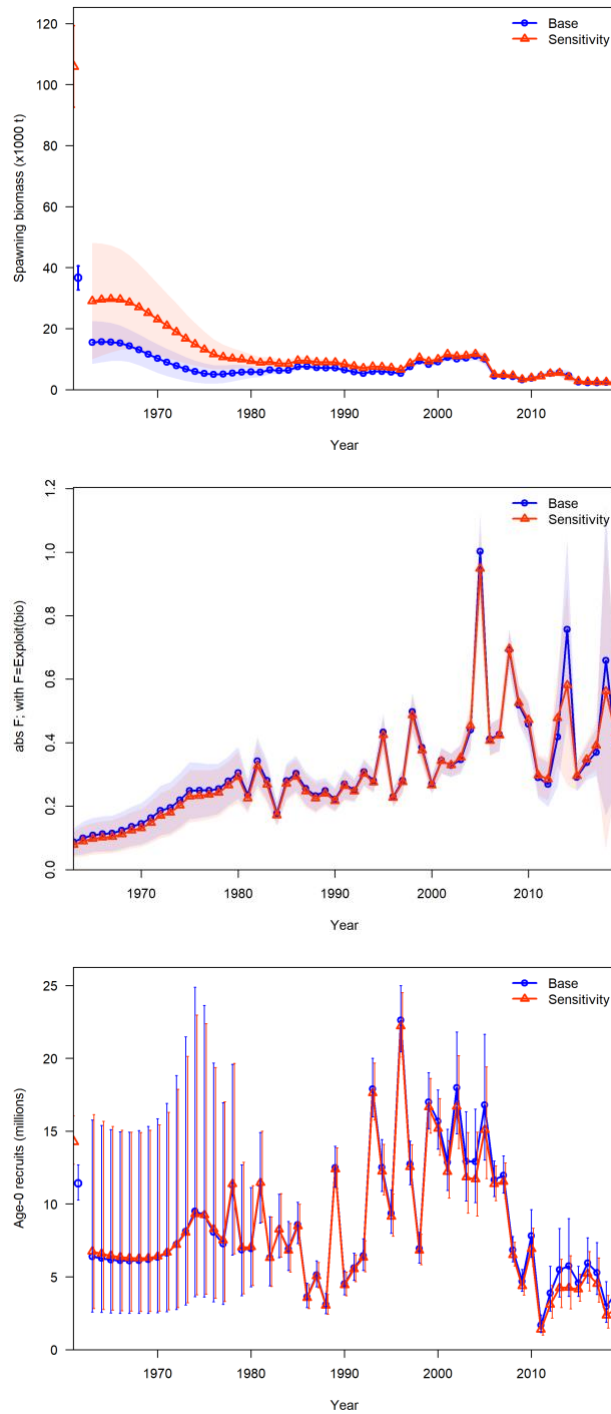 Spawning biomass (x1000 t)
120
100
80
60
40
20
0
Base
Sensitivity
1970 1980 1990 2000 2010
Year
abs F; with F=Exploit(bio)
1.2
1.0
0.8
0.6
0.4
0.2
0.0
Base
Sensitivity
1970 1980 1990 2000 2010
Year
Age-0 recruits (millions)
25
20
15
10
5
0
Base
Sensitivity
1970 1980 1990 2000 2010
Year